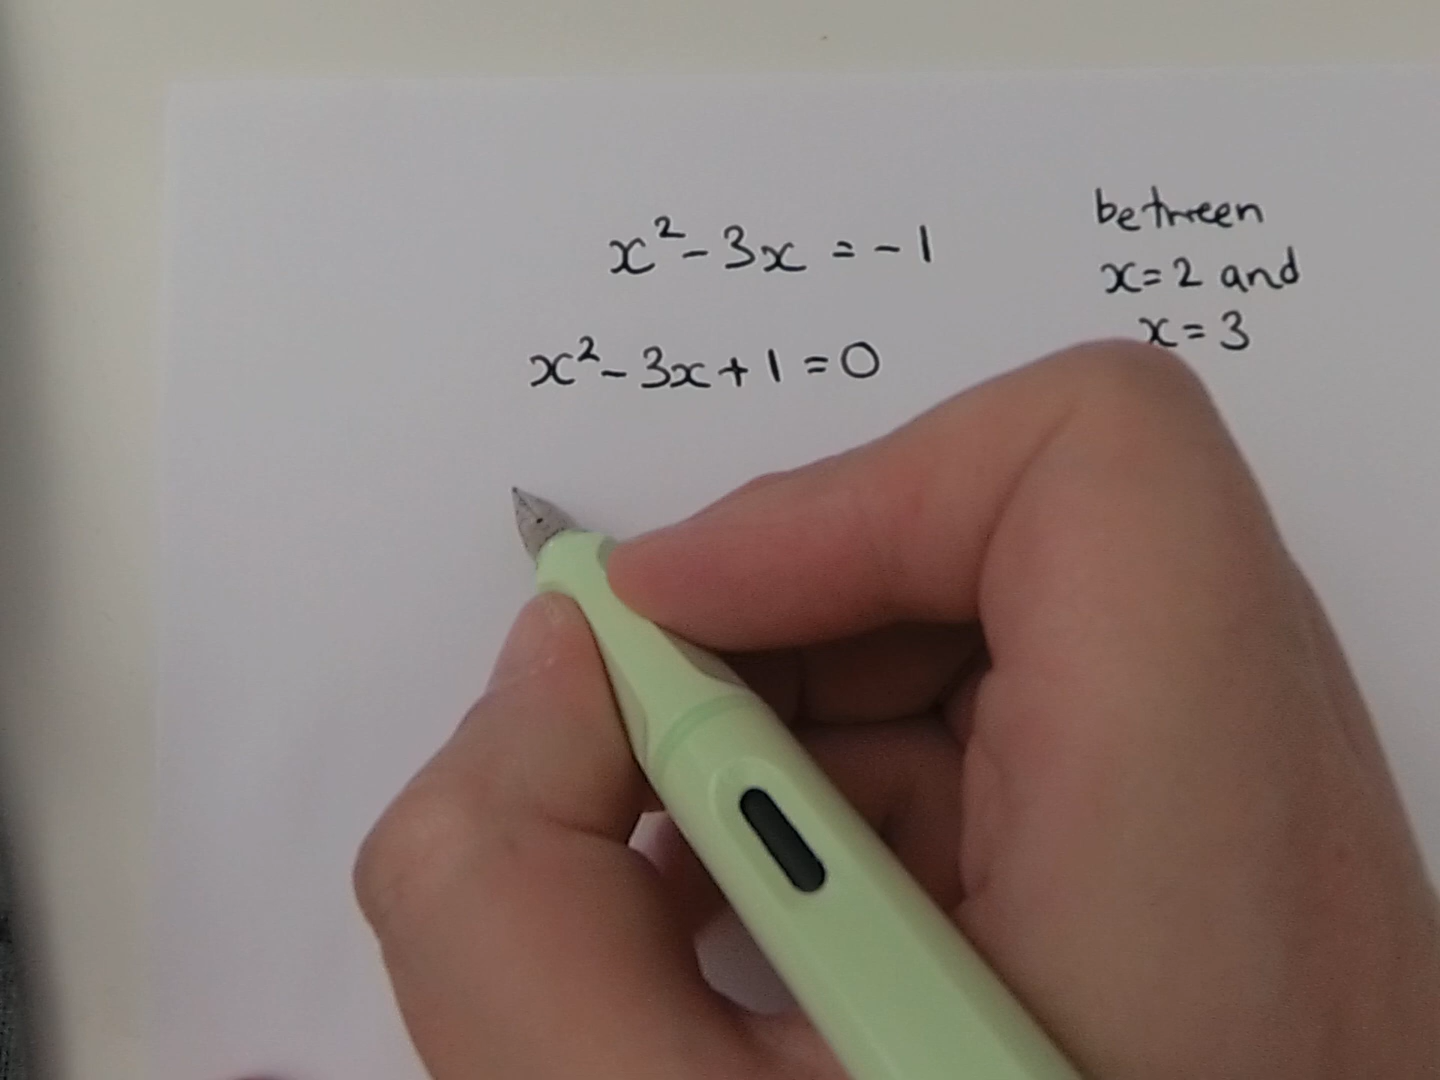 x² - 3x = -1
x² - 3x + 1 = 0
between
x = 2 and
x = 3